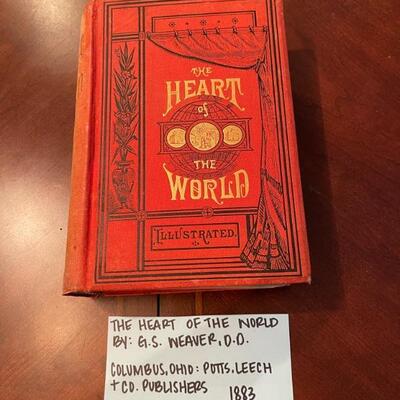 THE
HEART
of
THE
WORLD
ILLUSTRATED.
THE HEART OF THE WORLD
BY: G.S. WEAVER, D.D.
COLUMBUS, OHIO: POTTS, LEECH
+ CO. PUBLISHERS 1883